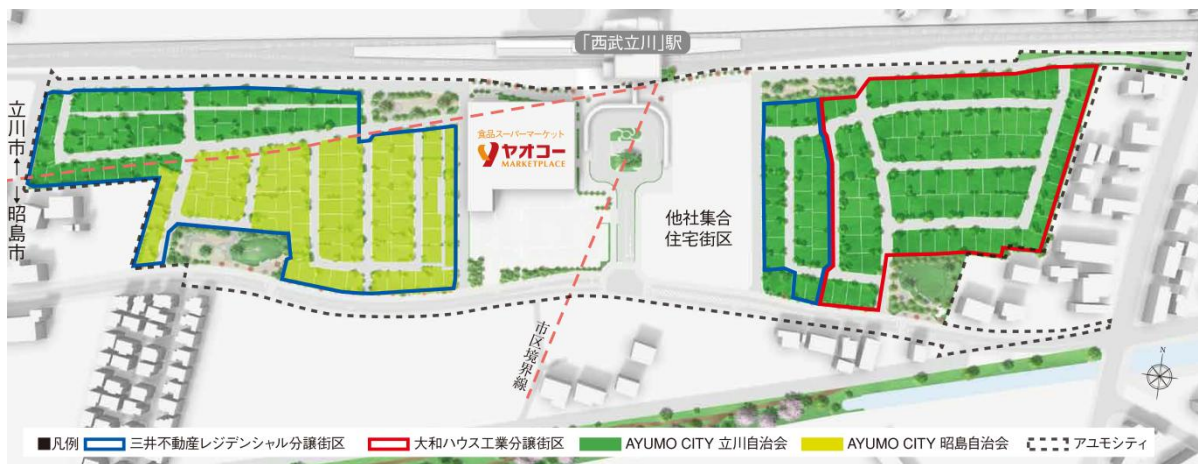 「西武立川」駅
立川市
昭島市
食品スーパーマーケット
ヤオコー
MARKETPLACE
他社集合
住宅街区
市区境界線
N
■凡例 三井不動産レジデンシャル分譲街区 大和ハウス工業分譲街区 AYUMO CITY 立川自治会 AYUMO CITY 昭島自治会 アユモシティ